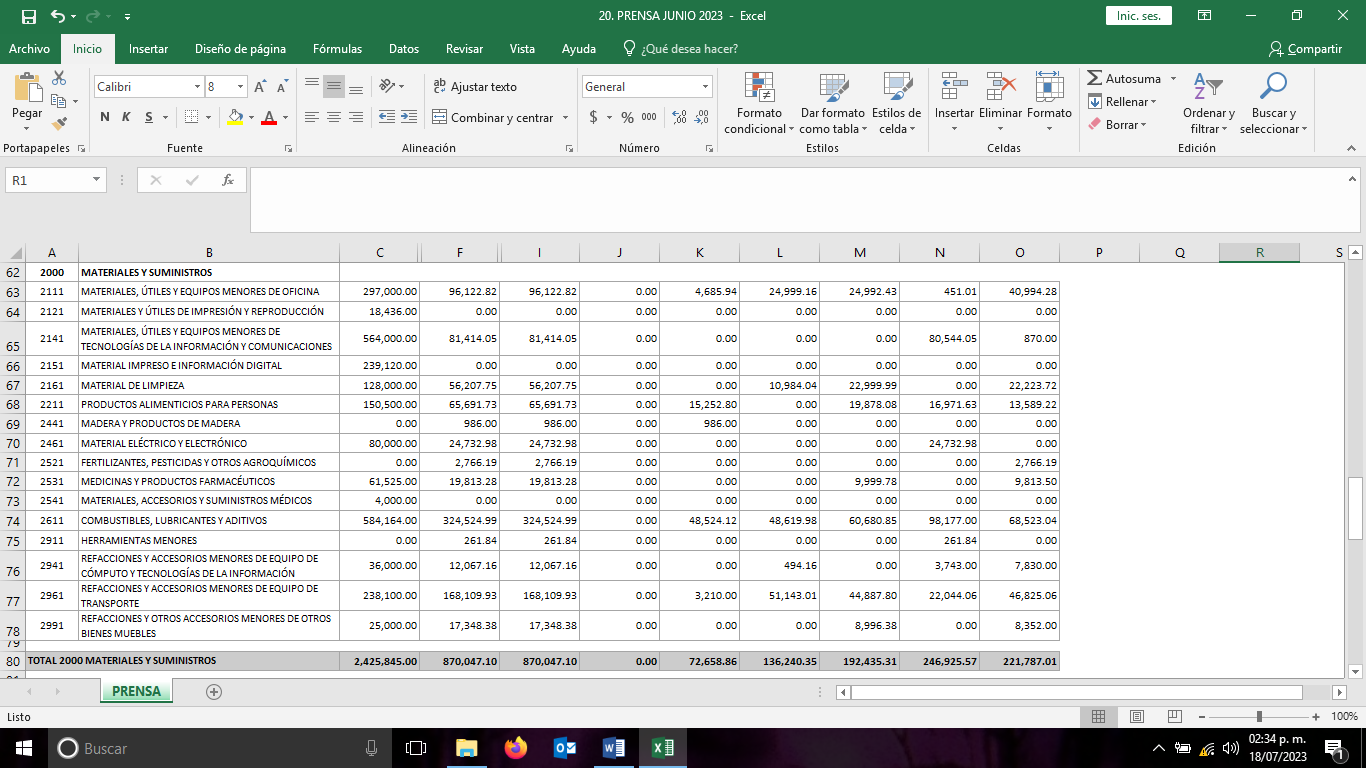 20. PRENSA JUNIO 2023 - Excel
Inic. ses.
Archivo Inicio Insertar Diseño de página Fórmulas Datos Revisar Vista Ayuda ¿Qué desea hacer? Compartir
Pegar
Calibri 8
N K S
Ajustar texto
Combinar y centrar
General
$ % 000
Formato condicional
Dar formato como tabla
Estilos de celda
Insertar Eliminar Formato
Autosuma
Rellenar
Borrar
Ordenar y filtrar
Buscar y seleccionar
Portapapeles Fuente Alineación Número Estilos Celdas Edición
R1 fx
A B C F I J K L M N O P Q R S
62 2000 MATERIALES Y SUMINISTROS
63 2111 MATERIALES, ÚTILES Y EQUIPOS MENORES DE OFICINA 297,000.00 96,122.82 96,122.82 0.00 4,685.94 24,999.16 24,992.43 451.01 40,994.28
64 2121 MATERIALES Y ÚTILES DE IMPRESIÓN Y REPRODUCCIÓN 18,436.00 0.00 0.00 0.00 0.00 0.00 0.00 0.00 0.00
MATERIALES, ÚTILES Y EQUIPOS MENORES DE
65 2141 TECNOLOGÍAS DE LA INFORMACIÓN Y COMUNICACIONES 564,000.00 81,414.05 81,414.05 0.00 0.00 0.00 0.00 80,544.05 870.00
66 2151 MATERIAL IMPRESO E INFORMACIÓN DIGITAL 239,120.00 0.00 0.00 0.00 0.00 0.00 0.00 0.00 0.00
67 2161 MATERIAL DE LIMPIEZA 128,000.00 56,207.75 56,207.75 0.00 0.00 10,984.04 22,999.99 0.00 22,223.72
68 2211 PRODUCTOS ALIMENTICIOS PARA PERSONAS 150,500.00 65,691.73 65,691.73 0.00 15,252.80 0.00 19,878.08 16,971.63 13,589.22
69 2441 MADERA Y PRODUCTOS DE MADERA 0.00 986.00 986.00 0.00 986.00 0.00 0.00 0.00 0.00
70 2461 MATERIAL ELÉCTRICO Y ELECTRÓNICO 80,000.00 24,732.98 24,732.98 0.00 0.00 0.00 0.00 24,732.98 0.00
71 2521 FERTILIZANTES, PESTICIDAS Y OTROS AGROQUÍMICOS 0.00 2,766.19 2,766.19 0.00 0.00 0.00 0.00 0.00 2,766.19
72 2531 MEDICINAS Y PRODUCTOS FARMACÉUTICOS 61,525.00 19,813.28 19,813.28 0.00 0.00 0.00 9,999.78 0.00 9,813.50
73 2541 MATERIALES, ACCESORIOS Y SUMINISTROS MÉDICOS 4,000.00 0.00 0.00 0.00 0.00 0.00 0.00 0.00 0.00
74 2611 COMBUSTIBLES, LUBRICANTES Y ADITIVOS 584,164.00 324,524.99 324,524.99 0.00 48,524.12 48,619.98 60,680.85 98,177.00 68,523.04
75 2911 HERRAMIENTAS MENORES 0.00 261.84 261.84 0.00 0.00 0.00 0.00 261.84 0.00
REFACCIONES Y ACCESORIOS MENORES DE EQUIPO DE
76 2941 CÓMPUTO Y TECNOLOGÍAS DE LA INFORMACIÓN 36,000.00 12,067.16 12,067.16 0.00 0.00 494.16 0.00 3,743.00 7,830.00
REFACCIONES Y ACCESORIOS MENORES DE EQUIPO DE
77 2961 TRANSPORTE 238,100.00 168,109.93 168,109.93 0.00 3,210.00 51,143.01 44,887.80 22,044.06 46,825.06
REFACCIONES Y OTROS ACCESORIOS MENORES DE OTROS
78 2991 BIENES MUEBLES 25,000.00 17,348.38 17,348.38 0.00 0.00 0.00 8,996.38 0.00 8,352.00
79
80 TOTAL 2000 MATERIALES Y SUMINISTROS 2,425,845.00 870,047.10 870,047.10 0.00 72,658.86 136,240.35 192,435.31 246,925.57 221,787.01
PRENSA
Listo 100%
Buscar
02:34 p. m.
18/07/2023
1